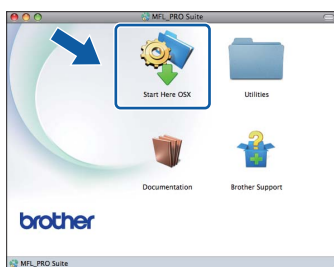 MFL_PRO Suite
Start Here OSX
Utilities
Documentation
Brother Support
brother
MFL_PRO Suite